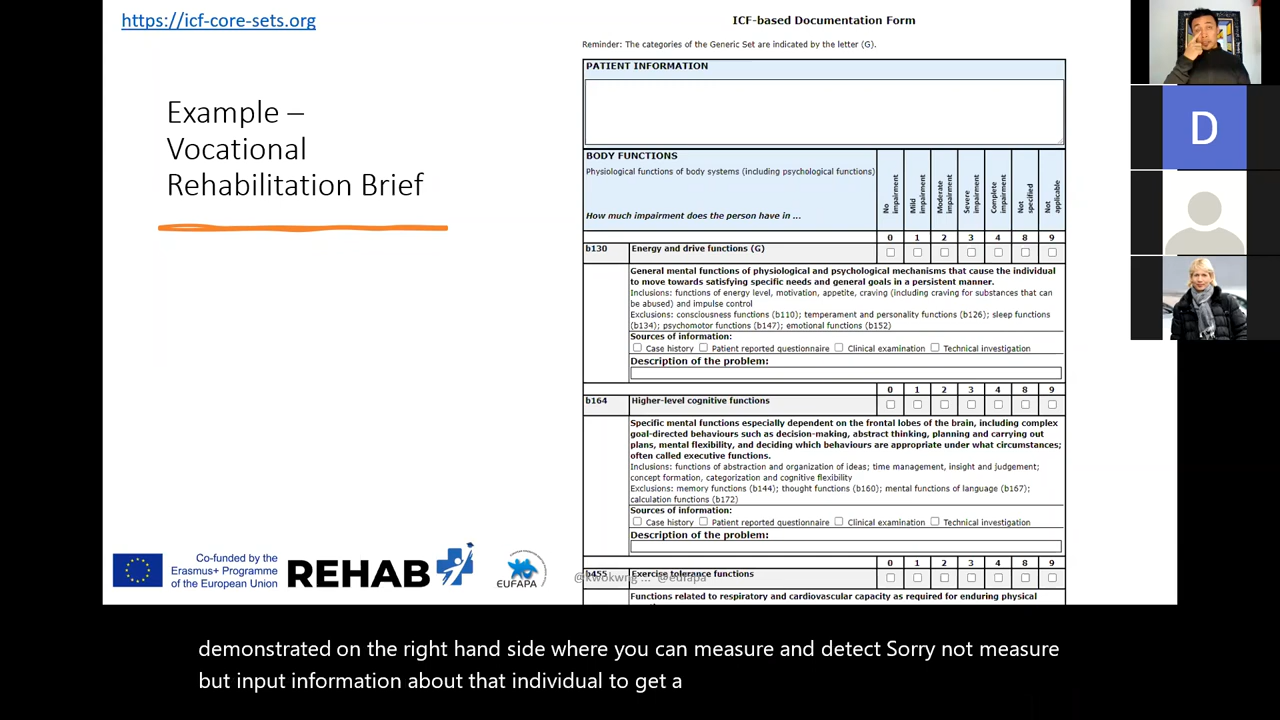 https://icf-core-sets.org
Example –
Vocational
Rehabilitation Brief
ICF-based Documentation Form
Reminder: The categories of the Generic Set are indicated by the letter (G).
PATIENT INFORMATION
BODY FUNCTIONS
Physiological functions of body systems (including psychological functions)
How much impairment does the person have in ...
No impairment
Mild impairment
Moderate impairment
Severe impairment
Complete impairment
Not specified
Not applicable
0 1 2 3 4 8 9
b130 Energy and drive functions (G)
General mental functions of physiological and psychological mechanisms that cause the individual
to move towards satisfying specific needs and general goals in a persistent manner.
Inclusions: functions of energy level, motivation, appetite, craving (including craving for substances that can
be abused) and impulse control
Exclusions: consciousness functions (b110); temperament and personality functions (b126); sleep functions
(b134); psychomotor functions (b147); emotional functions (b152)
Sources of information:
Case history Patient reported questionnaire Clinical examination Technical investigation
Description of the problem:
0 1 2 3 4 8 9
b164 Higher-level cognitive functions
Specific mental functions especially dependent on the frontal lobes of the brain, including complex
goal-directed behaviours such as decision-making, abstract thinking, planning and carrying out
plans, mental flexibility, and deciding which behaviours are appropriate under what circumstances;
often called executive functions.
Inclusions: functions of abstraction and organization of ideas; time management, insight and judgement;
concept formation, categorization and cognitive flexibility
Exclusions: memory functions (b144); thought functions (b160); mental functions of language (b167);
calculation functions (b172)
Sources of information:
Case history Patient reported questionnaire Clinical examination Technical investigation
Description of the problem:
0 1 2 3 4 8 9
b455 Exercise tolerance functions
Functions related to respiratory and cardiovascular capacity as required for enduring physical
Co-funded by the
Erasmus+ Programme
of the European Union
REHAB
EUFAPA
@kwokwng ... @eufapa
D
demonstrated on the right hand side where you can measure and detect Sorry not measure
but input information about that individual to get a